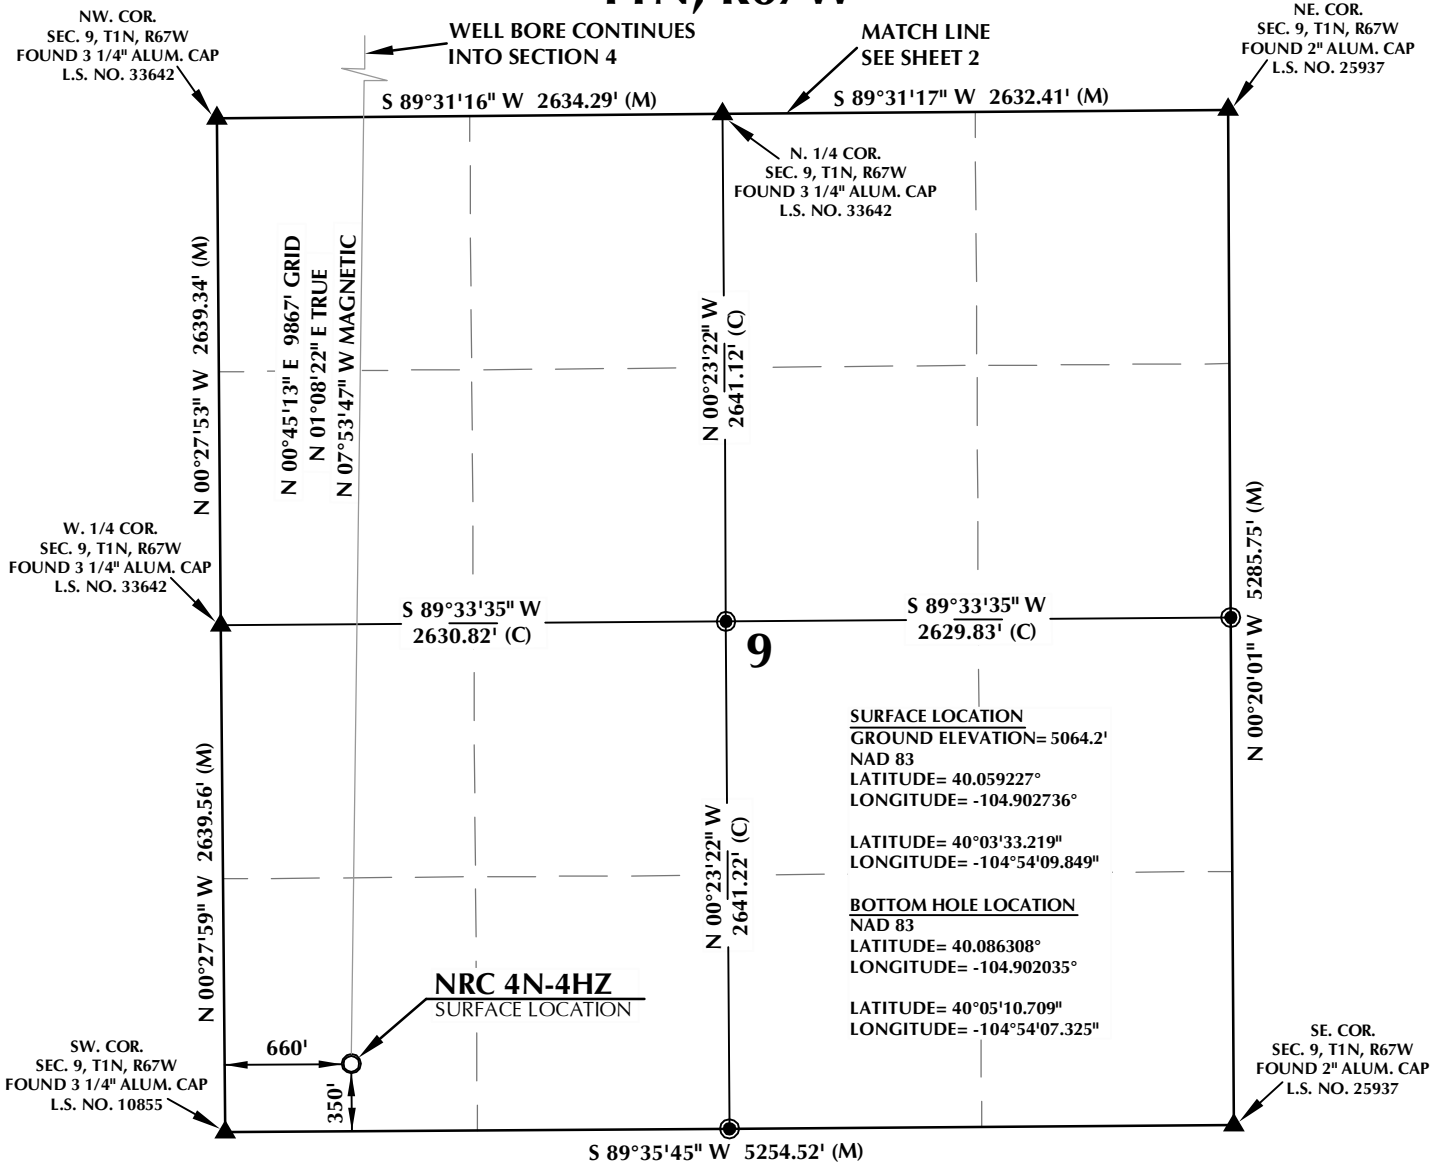 T1N, R67W
NW. COR.
SEC. 9, T1N, R67W
FOUND 3 1/4" ALUM. CAP
L.S. NO. 33642
WELL BORE CONTINUES
INTO SECTION 4
MATCH LINE
SEE SHEET 2
NE. COR.
SEC. 9, T1N, R67W
FOUND 2" ALUM. CAP
L.S. NO. 25937
S 89°31'16" W 2634.29' (M)
S 89°31'17" W 2632.41' (M)
N. 1/4 COR.
SEC. 9, T1N, R67W
FOUND 3 1/4" ALUM. CAP
L.S. NO. 33642
N 00°27'53" W 2639.34' (M)
N 00°45'13" E 9867' GRID
N 01°08'22" E TRUE
N 07°53'47" W MAGNETIC
N 00°23'22" W
2641.12' (C)
W. 1/4 COR.
SEC. 9, T1N, R67W
FOUND 3 1/4" ALUM. CAP
L.S. NO. 33642
S 89°33'35" W
2630.82' (C)
S 89°33'35" W
2629.83' (C)
9
N 00°20'01" W 5285.75' (M)
SURFACE LOCATION
GROUND ELEVATION= 5064.2'
NAD 83
LATITUDE= 40.059227°
LONGITUDE= -104.902736°
LATITUDE= 40°03'33.219"
LONGITUDE= -104°54'09.849"
BOTTOM HOLE LOCATION
NAD 83
LATITUDE= 40.086308°
LONGITUDE= -104.902035°
LATITUDE= 40°05'10.709"
LONGITUDE= -104°54'07.325"
N 00°27'59" W 2639.56' (M)
N 00°23'22" W
2641.22' (C)
NRC 4N-4HZ
SURFACE LOCATION
660'
350'
SW. COR.
SEC. 9, T1N, R67W
FOUND 3 1/4" ALUM. CAP
L.S. NO. 10855
SE. COR.
SEC. 9, T1N, R67W
FOUND 2" ALUM. CAP
L.S. NO. 25937
S 89°35'45" W 5254.52' (M)